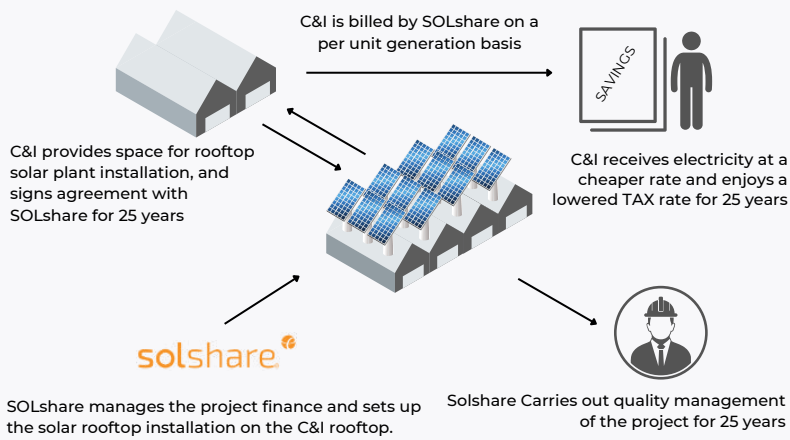 C&I is billed by SOLshare on a
per unit generation basis
SAVINGS
C&I provides space for rooftop
solar plant installation, and
signs agreement with
SOLshare for 25 years
C&I receives electricity at a
cheaper rate and enjoys a
lowered TAX rate for 25 years
solshare
SOLshare manages the project finance and sets up
the solar rooftop installation on the C&I rooftop.
Solshare Carries out quality management
of the project for 25 years